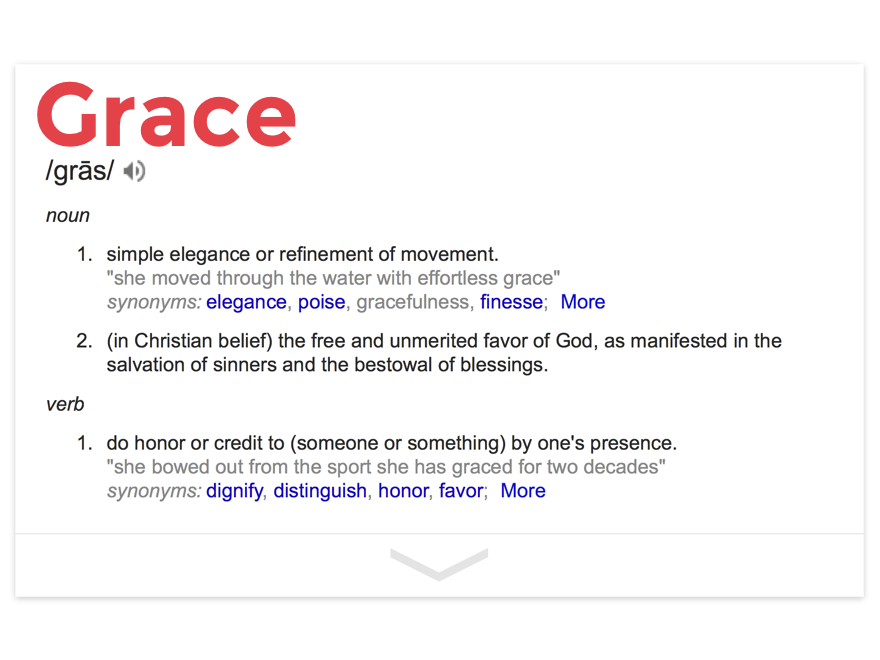 Grace
/grās/
noun
1. simple elegance or refinement of movement.
"she moved through the water with effortless grace"
synonyms: elegance, poise, gracefulness, finesse; More
2. (in Christian belief) the free and unmerited favor of God, as manifested in the
salvation of sinners and the bestowal of blessings.
verb
1. do honor or credit to (someone or something) by one's presence.
"she bowed out from the sport she has graced for two decades"
synonyms: dignify, distinguish, honor, favor; More